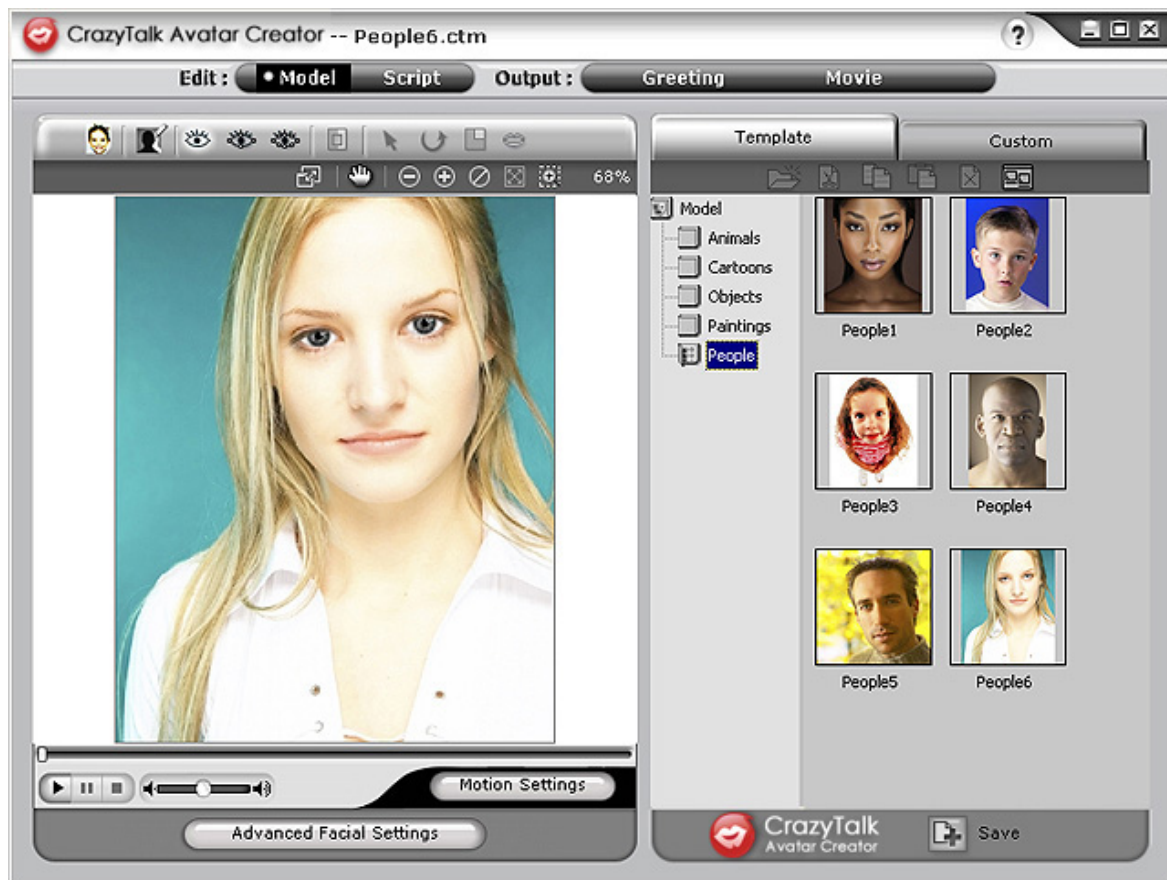 CrazyTalk Avatar Creator -- People6.ctm
?
Edit : Model Script Output : Greeting Movie
Template Custom
68%
Model
Animals
Cartoons
Objects
Paintings
People
People1 People2
People3 People4
People5 People6
Motion Settings
Advanced Facial Settings
CrazyTalk
Avatar Creator
Save